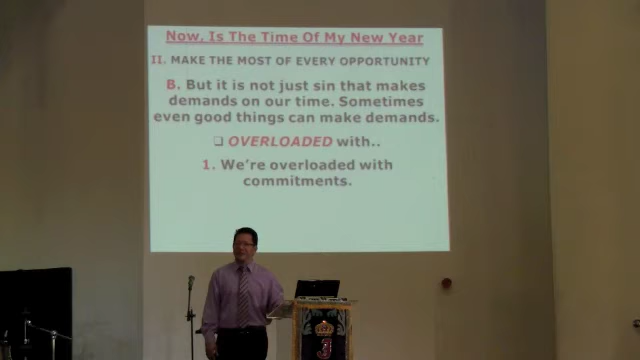 Now, Is The Time Of My New Year
II. MAKE THE MOST OF EVERY OPPORTUNITY
B. But it is not just sin that makes
demands on our time. Sometimes
even good things can make demands.
❑ OVERLOADED with..
1. We're overloaded with
commitments.
J